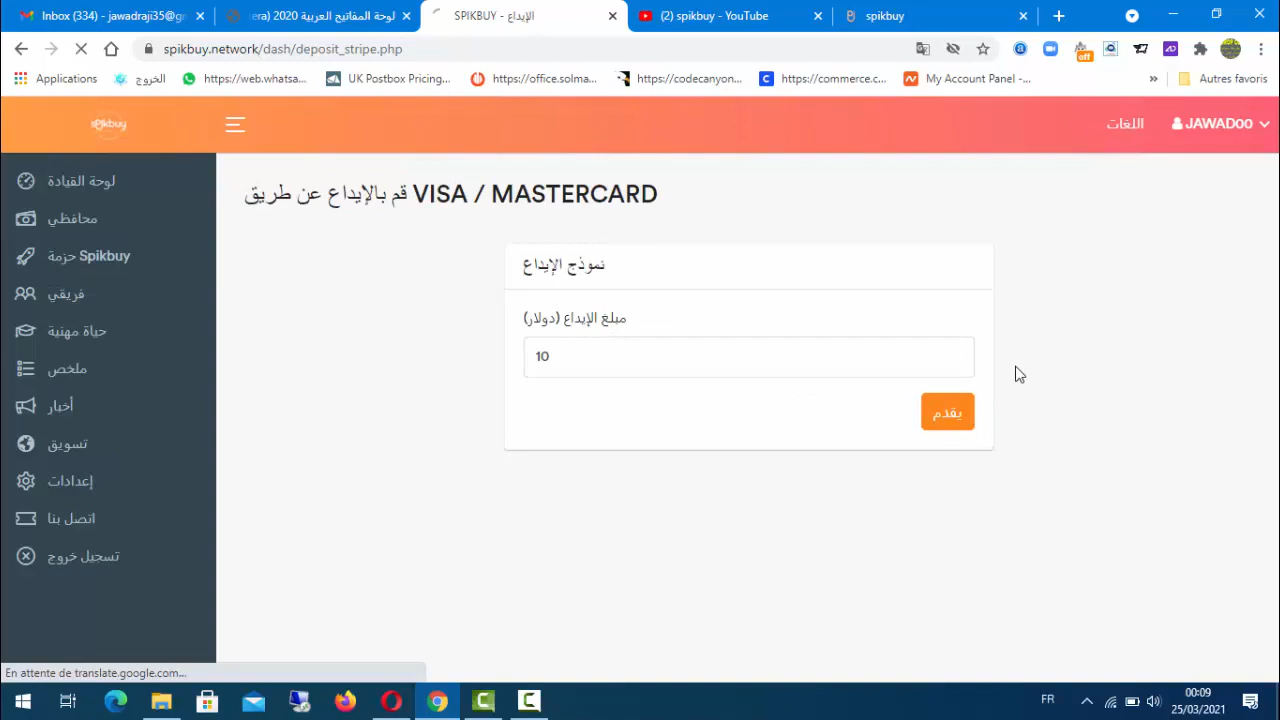 Inbox (334) - jawadraji35@gr
لوحة المفاتيح العربية 2020 (era
SPIKBUY - الإيداع
(2) spikbuy - YouTube
spikbuy
spikbuy.network/dash/deposit_stripe.php
off
Applications
الخروج
https://web.whatsa...
UK Postbox Pricing...
https://office.solma...
https://codecanyon...
https://commerce.c...
My Account Panel -...
»
Autres favoris
spikbuy
اللغات
JAWAD00
لوحة القيادة
محافظي
حزمة Spikbuy
فريقي
حياة مهنية
ملخص
أخبار
تسويق
إعدادات
اتصل بنا
تسجيل خروج
قم بالإيداع عن طريق VISA / MASTERCARD
نموذج الإيداع
مبلغ الإيداع (دولار)
10
يقدم
En attente de translate.google.com...
FR
00:09
25/03/2021